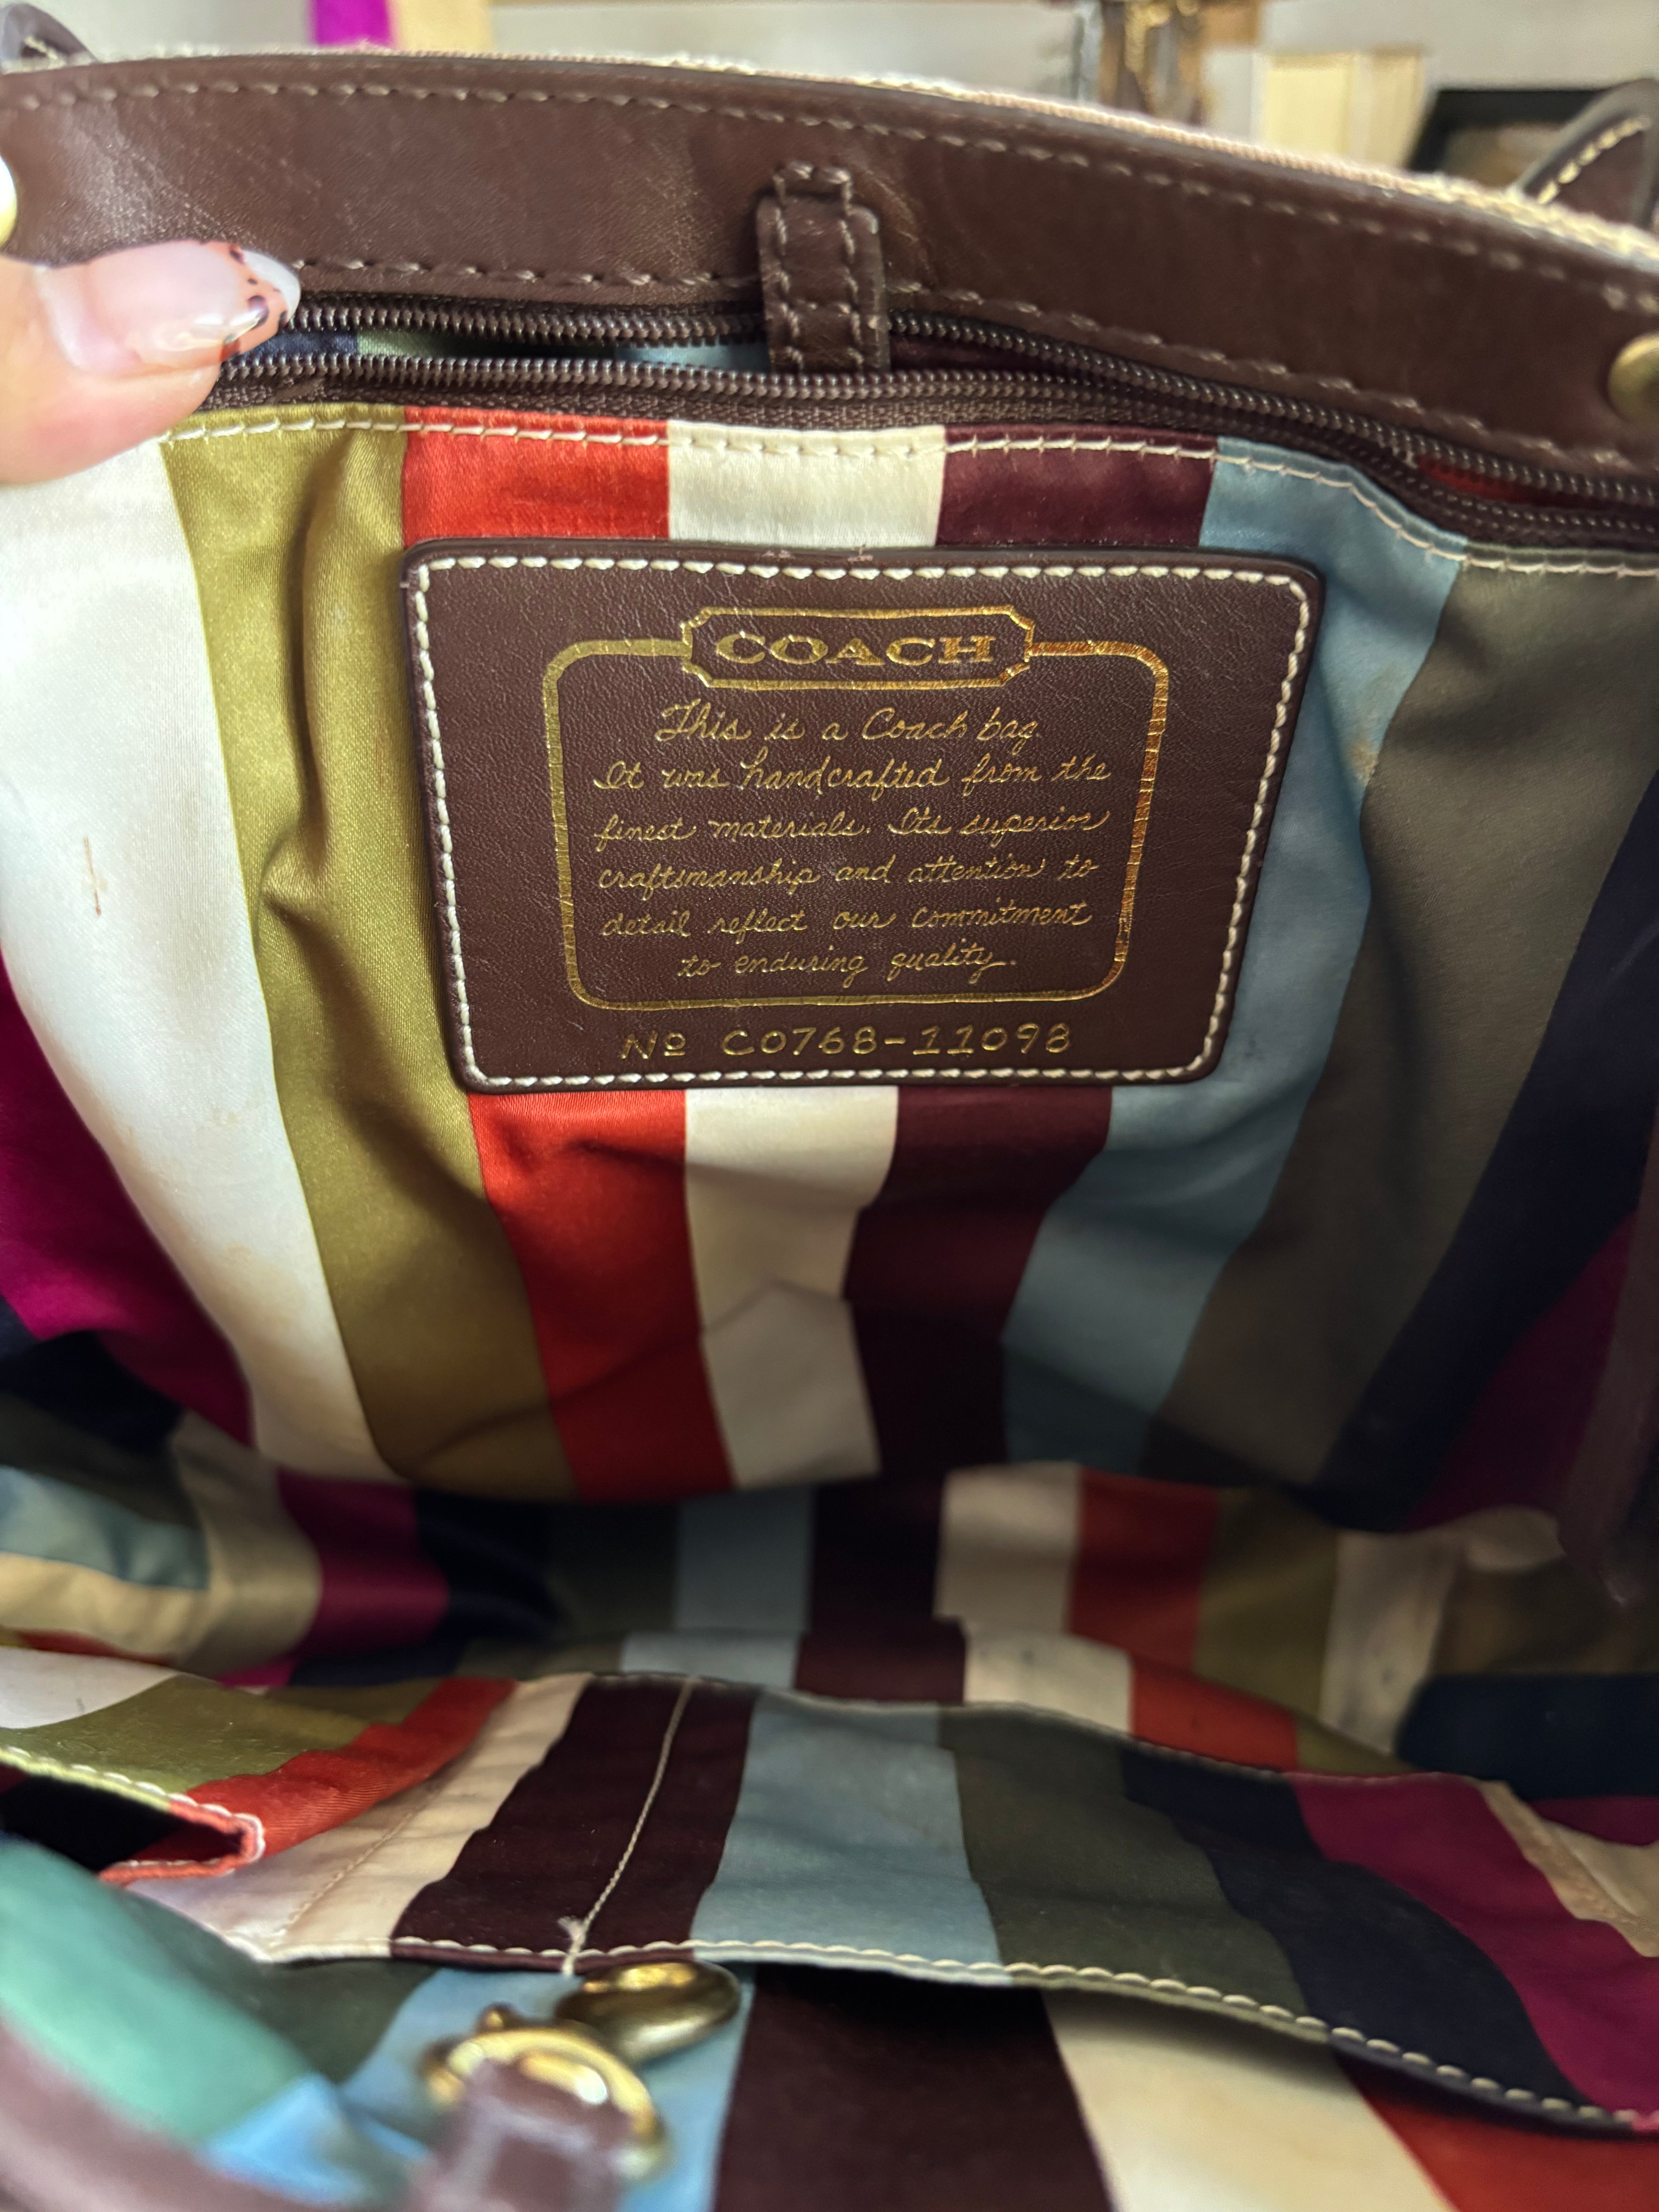 COACH
This is a Coach bag.
It was handcrafted from the
finest materials. Its superior
craftsmanship and attention to
detail reflect our commitment
to enduring quality.
Nº C0768-11098